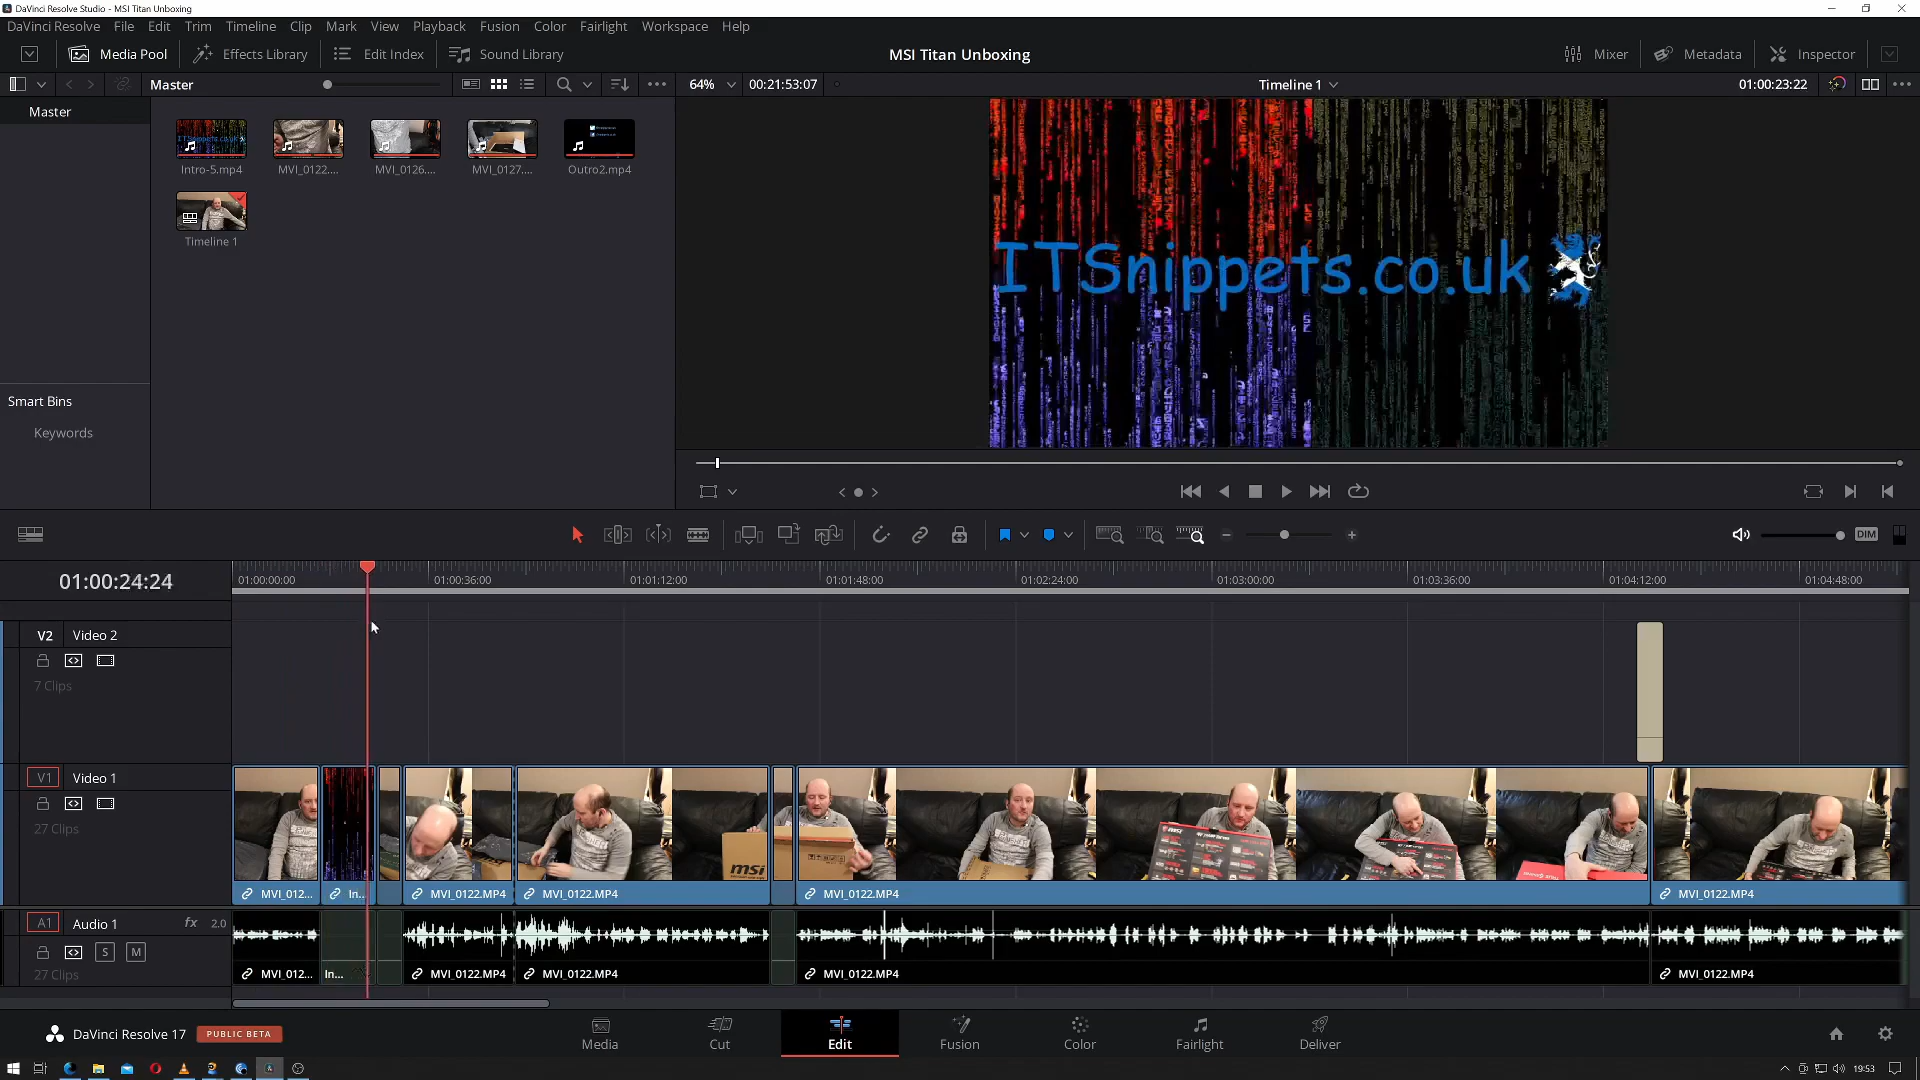 DaVinci Resolve Studio - MSI Titan Unboxing
DaVinci Resolve File Edit Trim Timeline Clip Mark View Playback Fusion Color Fairlight Workspace Help
Media Pool Effects Library Edit Index Sound Library MSI Titan Unboxing Mixer Metadata Inspector
Master 64% 00:21:53:07 Timeline 1 01:00:23:22
Master
Intro-5.mp4 MVI_0122.... MVI_0126.... MVI_0127.... Outro2.mp4
Timeline 1
ITSnippets.co.uk
Smart Bins
Keywords
DIM
01:00:24:24
01:00:00:00 01:00:36:00 01:01:12:00 01:01:48:00 01:02:24:00 01:03:00:00 01:03:36:00 01:04:12:00 01:04:48:00
V2 Video 2
7 Clips
V1 Video 1
27 Clips
msi
MVI_012... In... MVI_0122.MP4 MVI_0122.MP4 MVI_0122.MP4 MVI_0122.MP4
A1 Audio 1 fx 2.0
S M
27 Clips
MVI_012... In... MVI_0122.MP4 MVI_0122.MP4 MVI_0122.MP4 MVI_0122.MP4
DaVinci Resolve 17 PUBLIC BETA
Media Cut Edit Fusion Color Fairlight Deliver
19:53